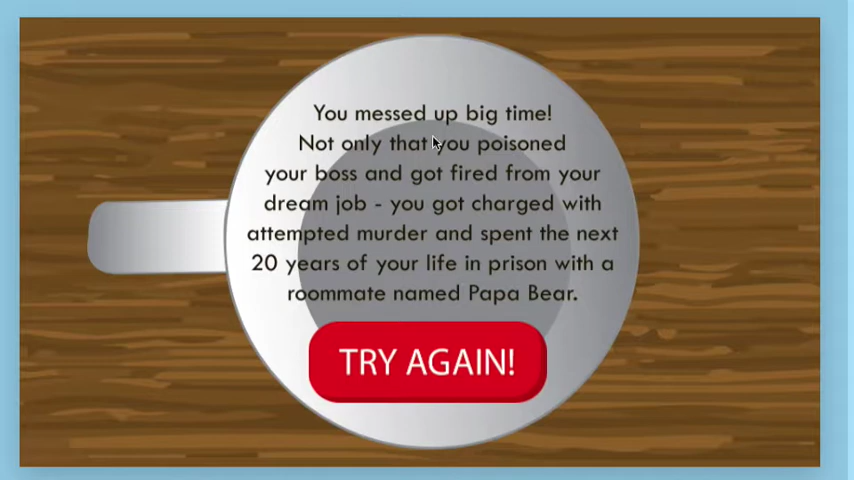 You messed up big time!
Not only that you poisoned
your boss and got fired from your
dream job - you got charged with
attempted murder and spent the next
20 years of your life in prison with a
roommate named Papa Bear.
TRY AGAIN!